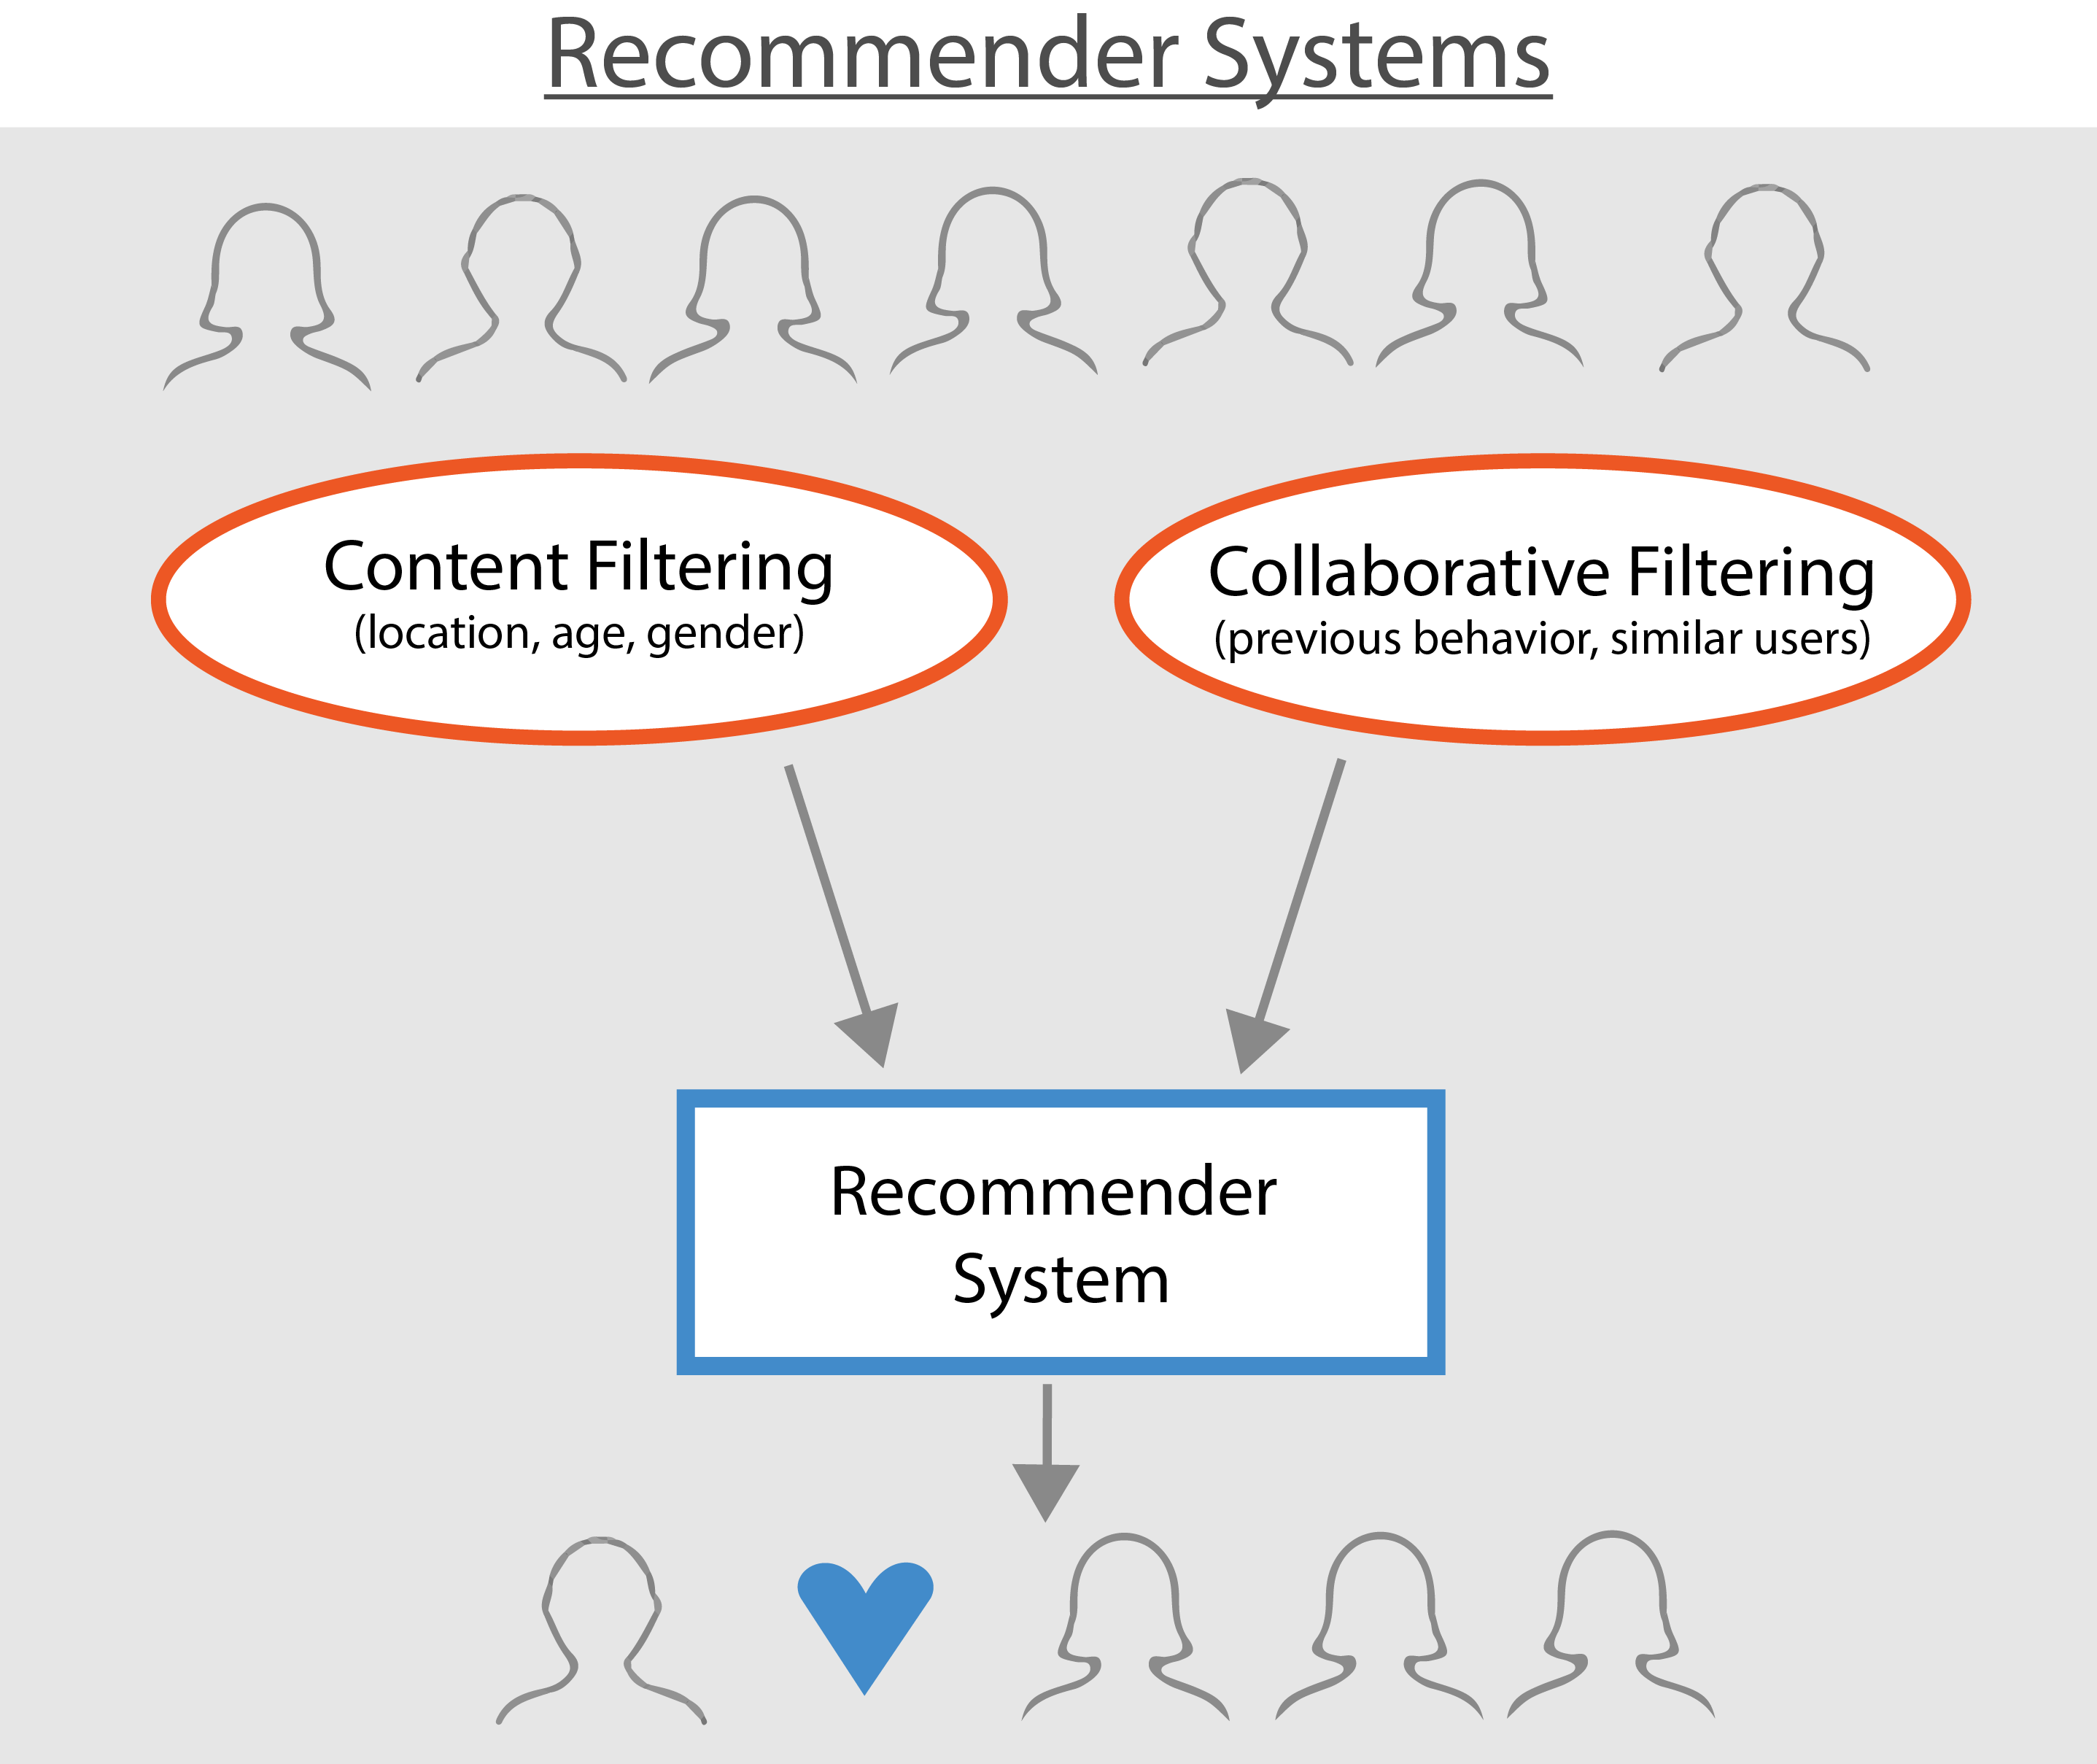 Recommender Systems
Content Filtering
(location, age, gender)
Collaborative Filtering
(previous behavior, similar users)
Recommender
System